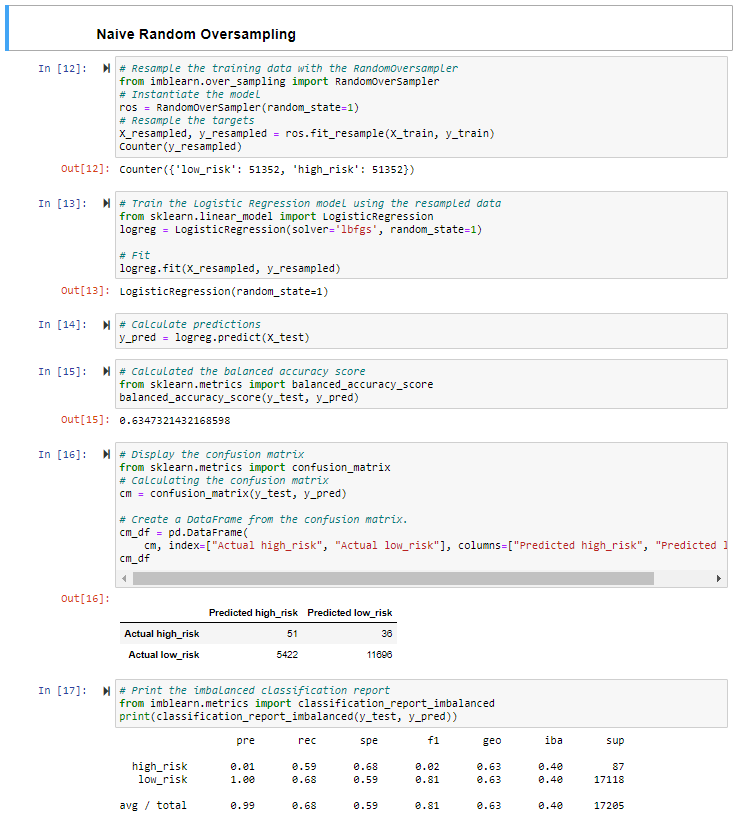 Naive Random Oversampling
In [12]:
# Resample the training data with the RandomOversampler
from imblearn.over_sampling import RandomOverSampler
# Instantiate the model
ros = RandomOverSampler(random_state=1)
# Resample the targets
X_resampled, y_resampled = ros.fit_resample(X_train, y_train)
Counter(y_resampled)
Out[12]: Counter({'low_risk': 51352, 'high_risk': 51352})
In [13]:
# Train the Logistic Regression model using the resampled data
from sklearn.linear_model import LogisticRegression
logreg = LogisticRegression(solver='lbfgs', random_state=1)
# Fit
logreg.fit(X_resampled, y_resampled)
Out[13]: LogisticRegression(random_state=1)
In [14]:
# Calculate predictions
y_pred = logreg.predict(X_test)
In [15]:
# Calculated the balanced accuracy score
from sklearn.metrics import balanced_accuracy_score
balanced_accuracy_score(y_test, y_pred)
Out[15]: 0.6347321432168598
In [16]:
# Display the confusion matrix
from sklearn.metrics import confusion_matrix
# Calculating the confusion matrix
cm = confusion_matrix(y_test, y_pred)
# Create a DataFrame from the confusion matrix.
cm_df = pd.DataFrame(
cm, index=["Actual high_risk", "Actual low_risk"], columns=["Predicted high_risk", "Predicted
cm_df
Out[16]:
Predicted high_risk Predicted low_risk
Actual high_risk 51 36
Actual low_risk 5422 11696
In [17]:
# Print the imbalanced classification report
from imblearn.metrics import classification_report_imbalanced
print(classification_report_imbalanced(y_test, y_pred))
pre rec spe f1 geo iba sup
high_risk 0.01 0.59 0.68 0.02 0.63 0.40 87
low_risk 1.00 0.68 0.59 0.81 0.63 0.40 17118
avg / total 0.99 0.68 0.59 0.81 0.63 0.40 17205